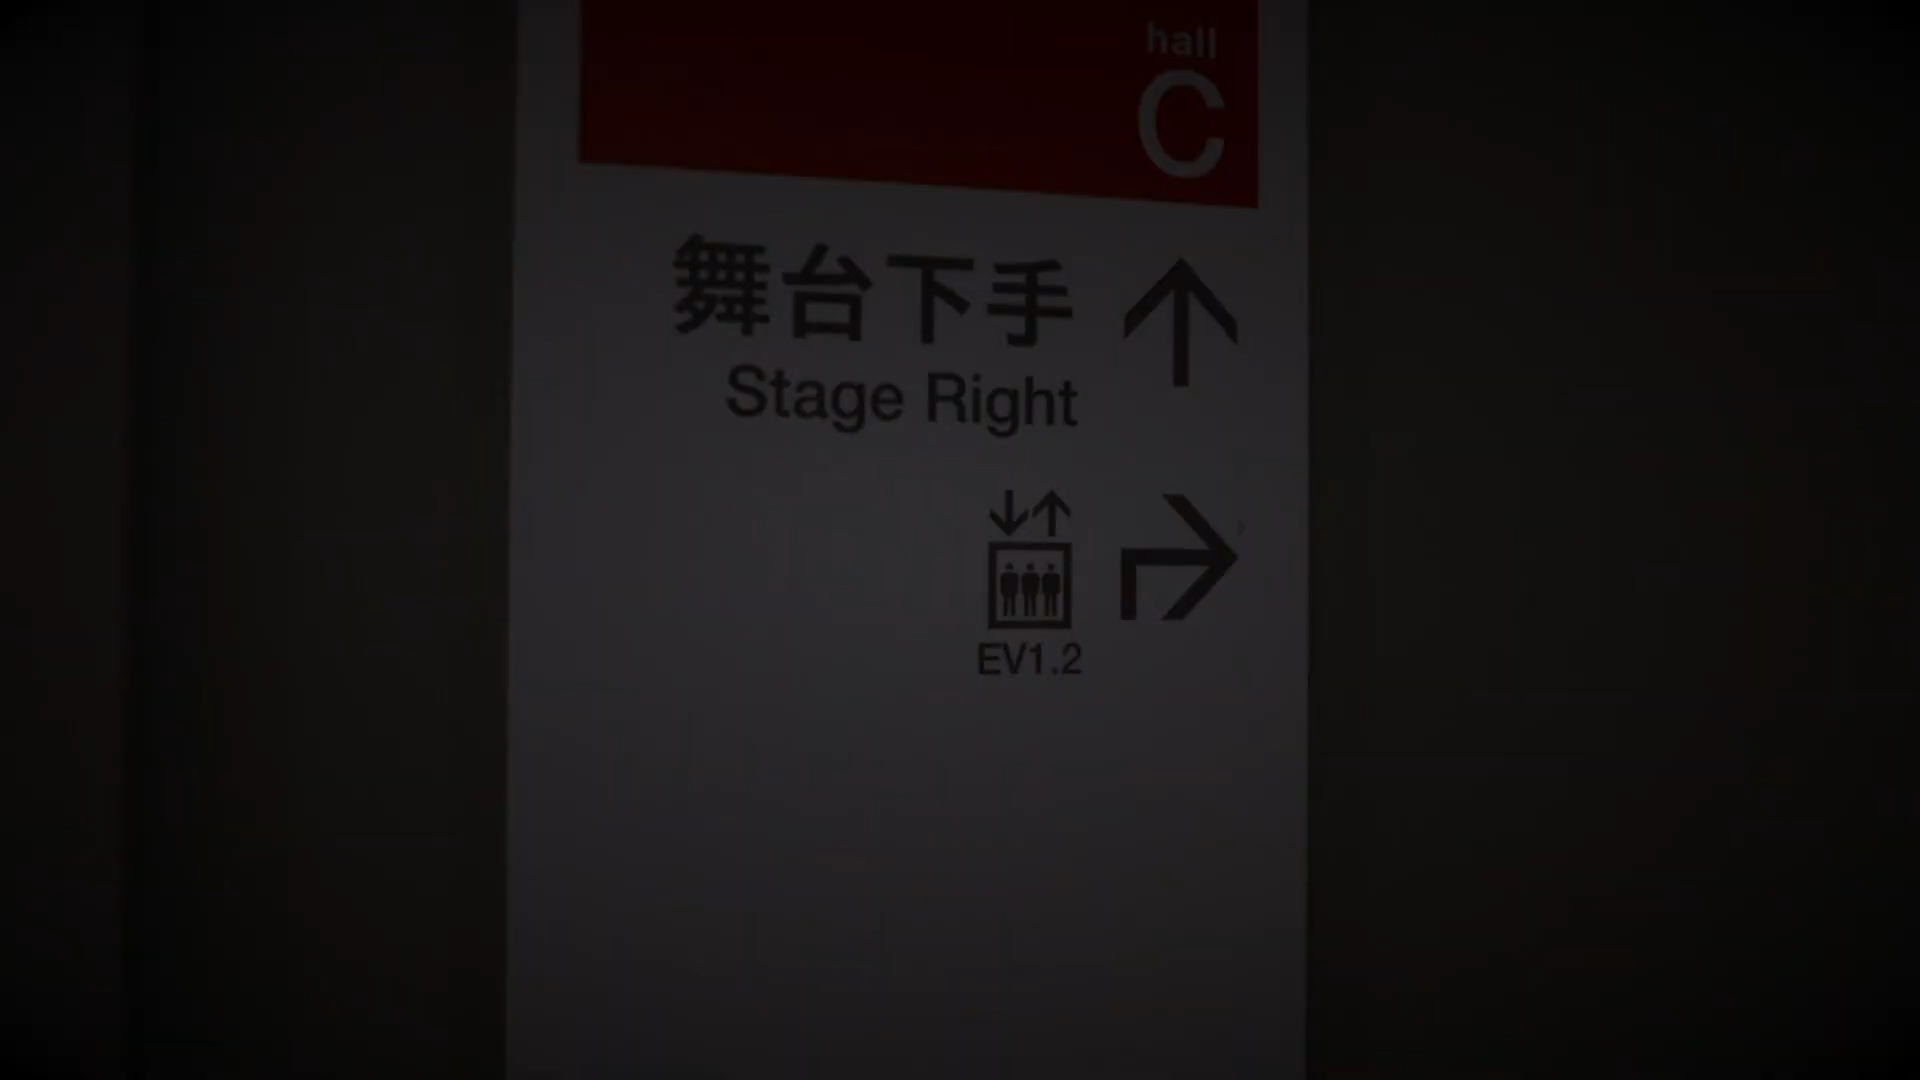 hall
C
舞台下手
Stage Right
EV1.2